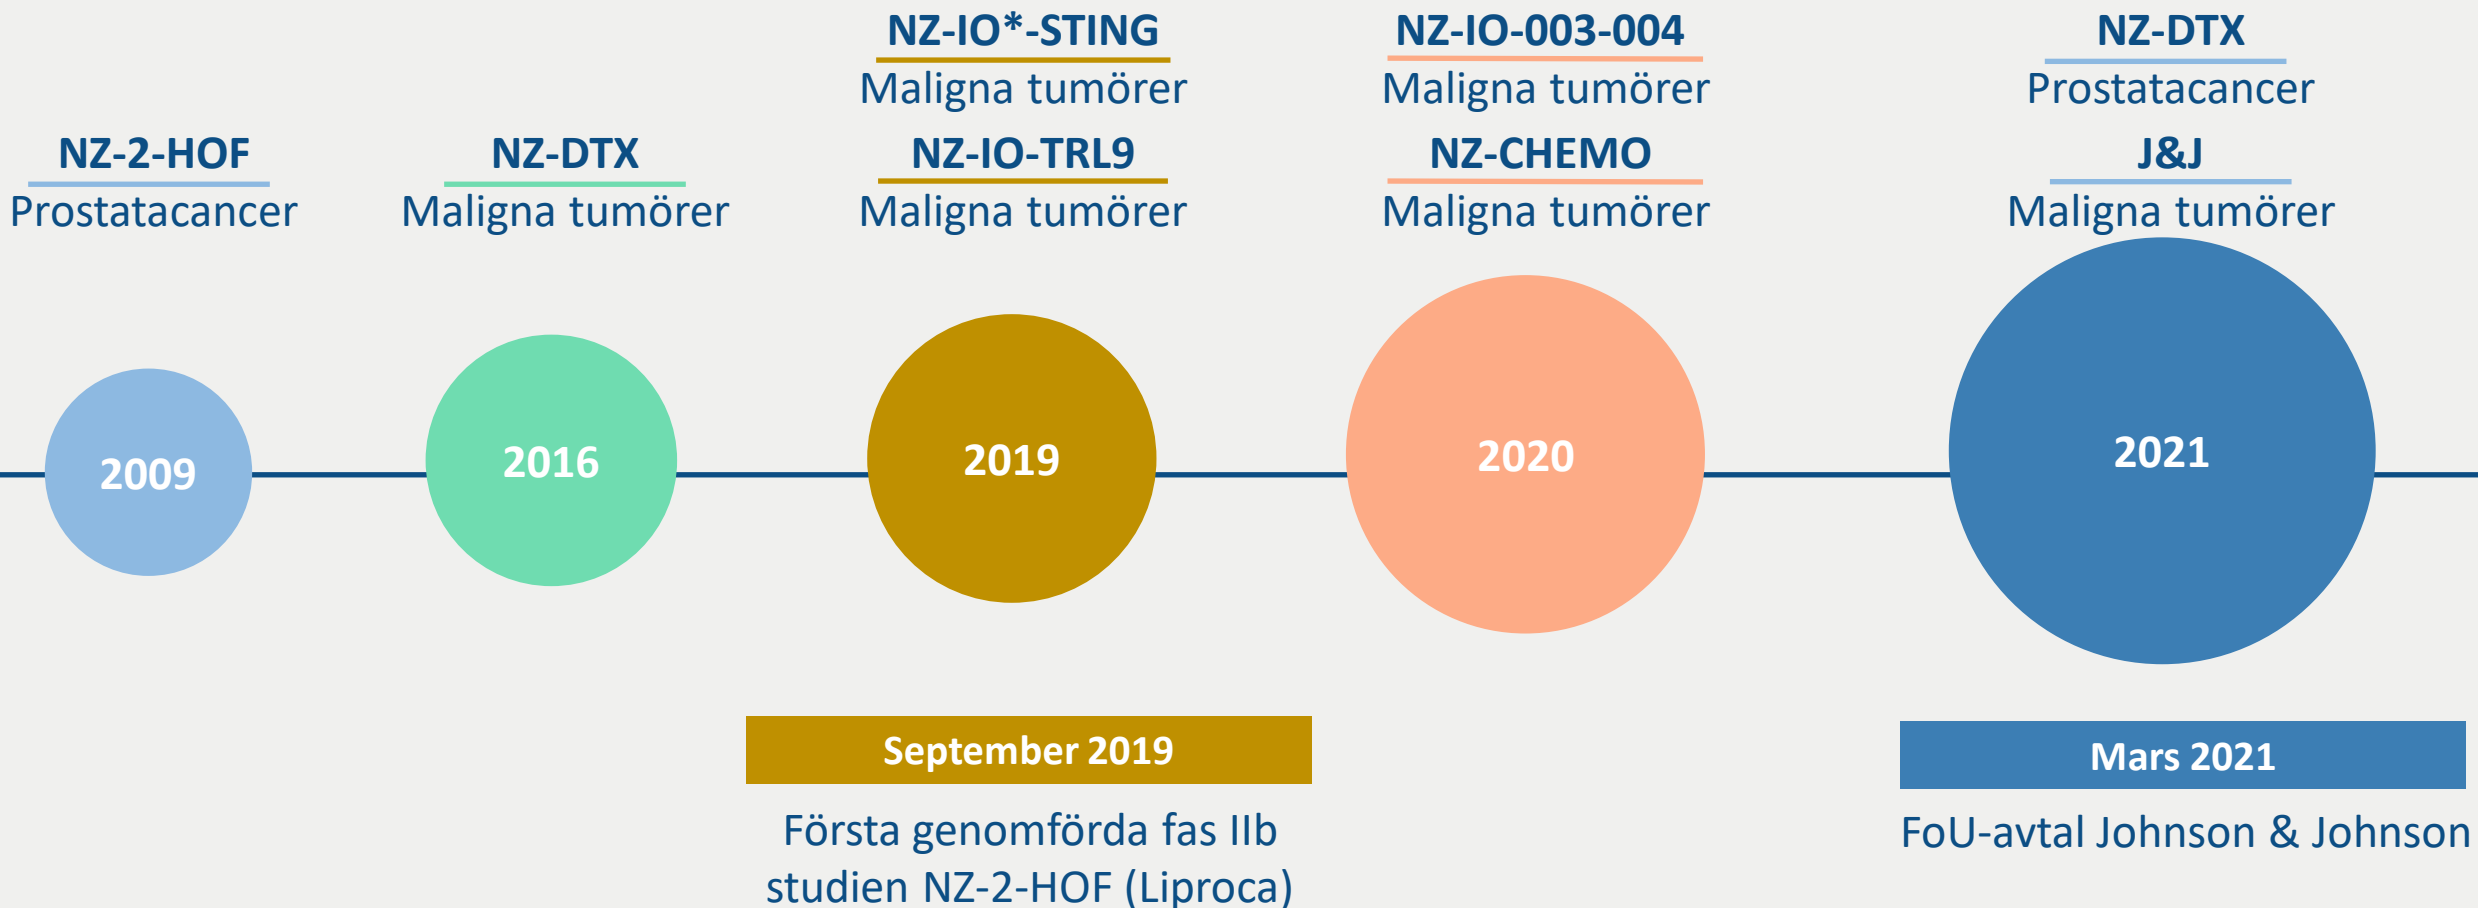 NZ-2-HOF
Prostatacancer
NZ-DTX
Maligna tumörer
NZ-IO*-STING
Maligna tumörer
NZ-IO-TRL9
Maligna tumörer
NZ-IO-003-004
Maligna tumörer
NZ-CHEMO
Maligna tumörer
NZ-DTX
Prostatacancer
J&J
Maligna tumörer
2009
2016
2019
2020
2021
September 2019
Första genomförda fas IIb
studien NZ-2-HOF (Liproca)
Mars 2021
FoU-avtal Johnson & Johnson